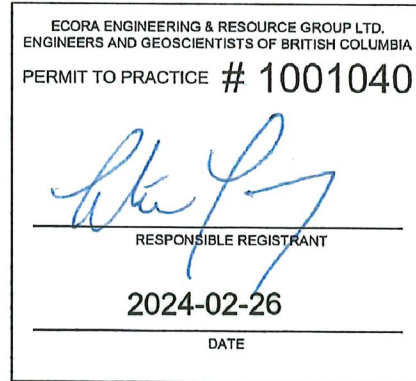 ECORA ENGINEERING & RESOURCE GROUP LTD.
ENGINEERS AND GEOSCIENTISTS OF BRITISH COLUMBIA
PERMIT TO PRACTICE # 1001040
RESPONSIBLE REGISTRANT
2024-02-26
DATE